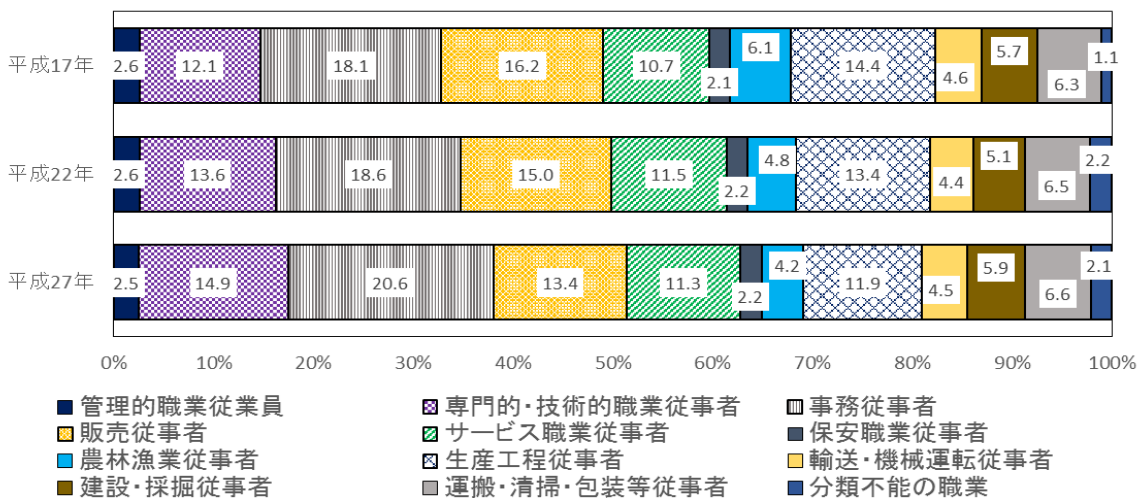 平成17年
2.6 12.1 18.1 16.2 10.7 2.1 6.1 14.4 4.6 5.7 6.3 1.1
平成22年
2.6 13.6 18.6 15.0 11.5 2.2 4.8 13.4 4.4 5.1 6.5 2.2
平成27年
2.5 14.9 20.6 13.4 11.3 2.2 4.2 11.9 4.5 5.9 6.6 2.1
0% 10% 20% 30% 40% 50% 60% 70% 80% 90% 100%
管理的職業従業員 専門的・技術的職業従事者 事務従事者
販売従事者 サービス職業従事者 保安職業従事者
農林漁業従事者 生産工程従事者 輸送・機械運転従事者
建設・採掘従事者 運搬・清掃・包装等従事者 分類不能の職業